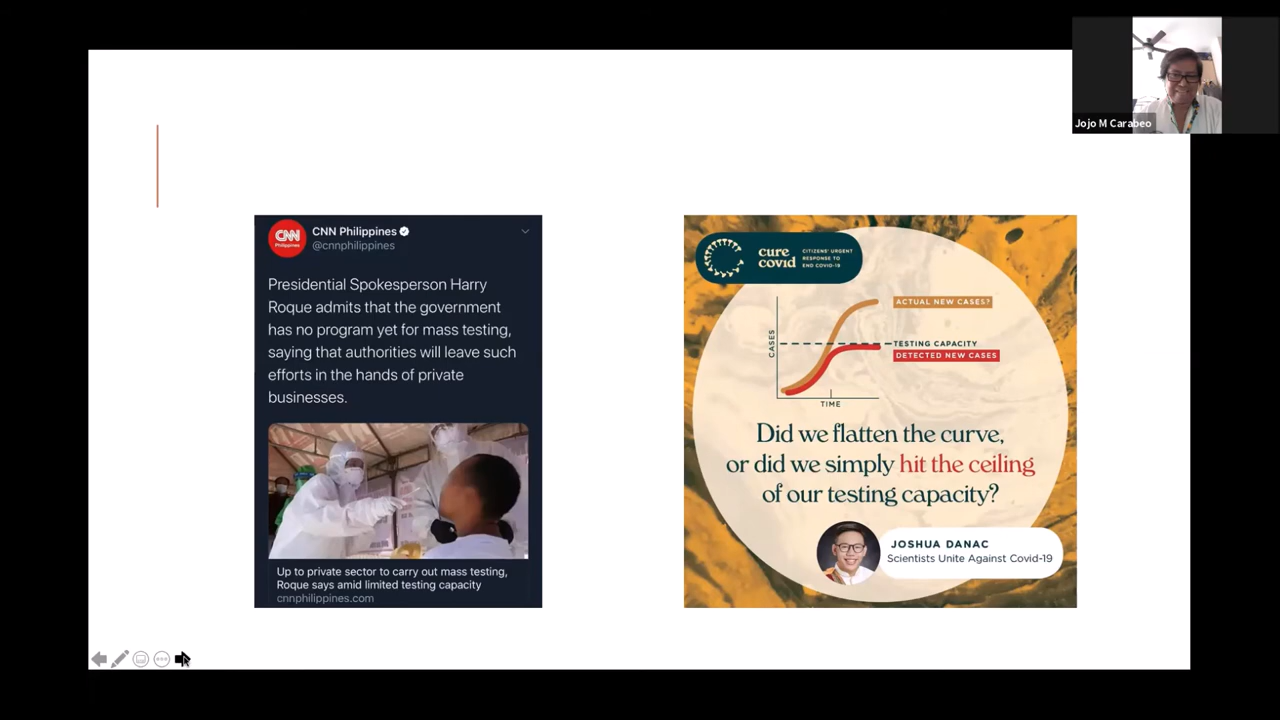 Jojo M Carabeo
CNN Philippines
@cnnphilippines
Presidential Spokesperson Harry
Roque admits that the government
has no program yet for mass testing,
saying that authorities will leave such
efforts in the hands of private
businesses.
Up to private sector to carry out mass testing,
Roque says amid limited testing capacity
cnnphilippines.com
CNN
Philippines
cure
covid
CITIZENS' URGENT
RESPONSE TO
END COVID-19
ACTUAL NEW CASES?
TESTING CAPACITY
DETECTED NEW CASES
CASES
TIME
Did we flatten the curve,
or did we simply hit the ceiling
of our testing capacity?
JOSHUA DANAC
Scientists Unite Against Covid-19